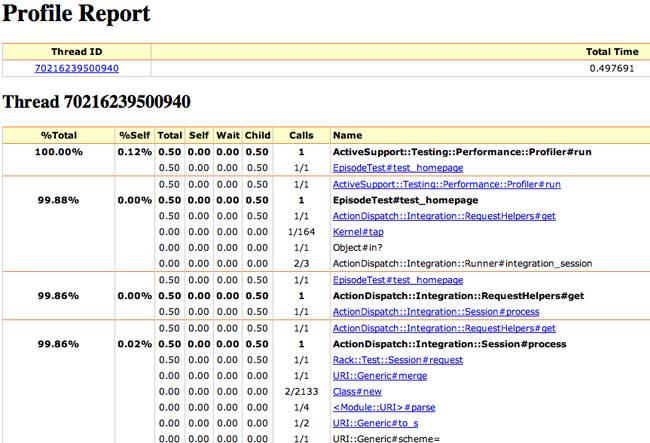 Profile Report
Thread ID Total Time
70216239500940 0.497691
Thread 70216239500940
%Total %Self Total Self Wait Child Calls Name
100.00% 0.12% 0.50 0.00 0.00 0.50 1 ActiveSupport::Testing::Performance::Profiler#run
0.50 0.00 0.00 0.50 1/1 EpisodeTest#test_homepage
0.50 0.00 0.00 0.50 1/1 ActiveSupport::Testing::Performance::Profiler#run
99.88% 0.00% 0.50 0.00 0.00 0.50 1 EpisodeTest#test_homepage
0.50 0.00 0.00 0.50 1/1 ActionDispatch::Integration::RequestHelpers#get
0.00 0.00 0.00 0.00 1/164 Kernel#tap
0.00 0.00 0.00 0.00 1/1 Object#in?
0.00 0.00 0.00 0.00 2/3 ActionDispatch::Integration::Runner#integration_session
0.50 0.00 0.00 0.50 1/1 EpisodeTest#test_homepage
99.86% 0.00% 0.50 0.00 0.00 0.50 1 ActionDispatch::Integration::RequestHelpers#get
0.50 0.00 0.00 0.50 1/1 ActionDispatch::Integration::Session#process
0.50 0.00 0.00 0.50 1/1 ActionDispatch::Integration::RequestHelpers#get
99.86% 0.02% 0.50 0.00 0.00 0.50 1 ActionDispatch::Integration::Session#process
0.50 0.00 0.00 0.50 1/1 Rack::Test::Session#request
0.00 0.00 0.00 0.00 1/1 URI::Generic#merge
0.00 0.00 0.00 0.00 2/2133 Class#new
0.00 0.00 0.00 0.00 1/4 <Module::URI>#parse
0.00 0.00 0.00 0.00 1/2 URI::Generic#to_s
0.00 0.00 0.00 0.00 1/1 URI::Generic#scheme=